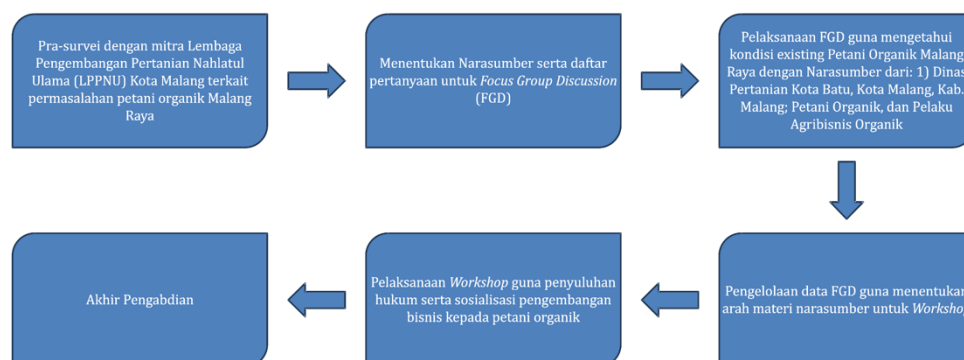 Pra-survei dengan mitra Lembaga
Pengembangan Pertanian Nahlatul
Ulama (LPPNU) Kota Malang terkait
permasalahan petani organik Malang
Raya
Menentukan Narasumber serta daftar
pertanyaan untuk Focus Group Discussion
(FGD)
Pelaksanaan FGD guna mengetahui
kondisi existing Petani Organik Malang
Raya dengan Narasumber dari: 1) Dinas
Pertanian Kota Batu, Kota Malang, Kab.
Malang; Petani Organik, dan Pelaku
Agribisnis Organik
Pengelolaan data FGD guna menentukan
arah materi narasumber untuk Workshop
Pelaksanaan Workshop guna penyuluhan
hukum serta sosialisasi pengembangan
bisnis kepada petani organik
Akhir Pengabdian